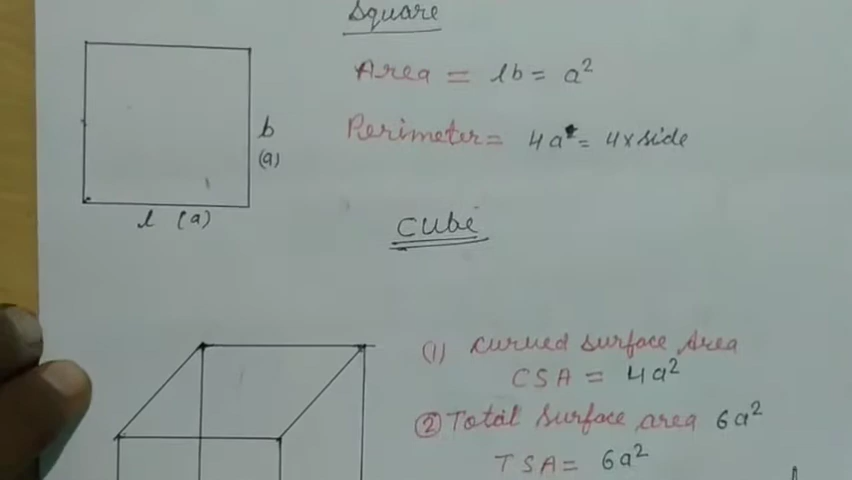 Square
Area = lb = a²
b
Perimeter = 4a = 4 x side
(a)
l (a)
CUBE
(1) Curved surface Area
CSA = 4a²
② Total Surface area 6a²
TSA = 6a²